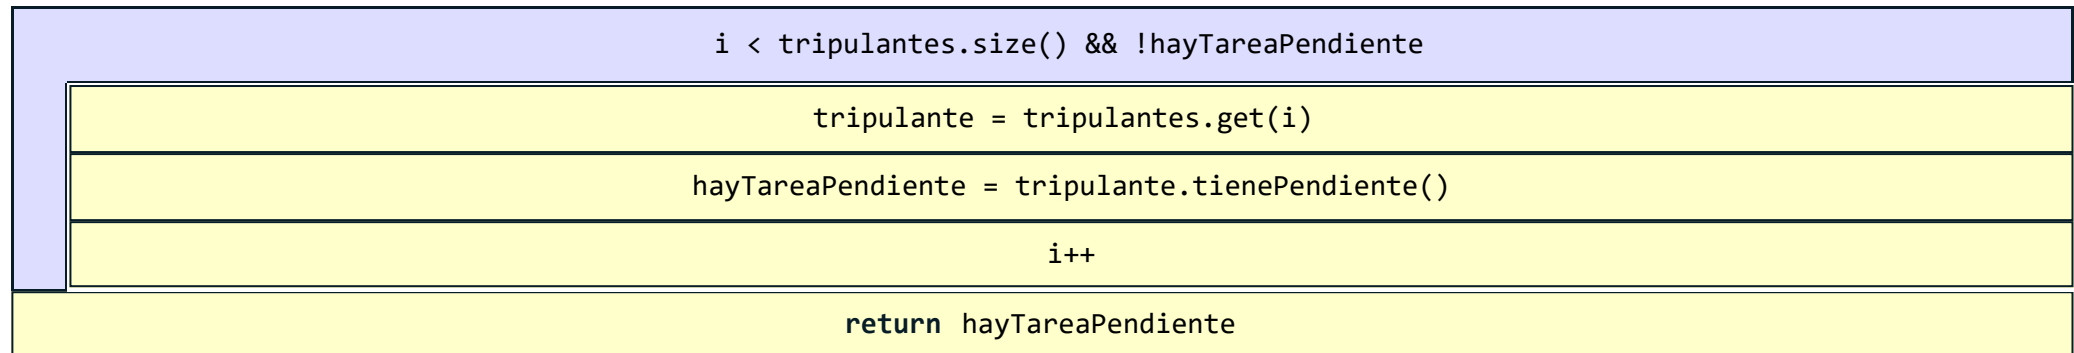 i < tripulantes.size() && !hayTareaPendiente
tripulante = tripulantes.get(i)
hayTareaPendiente = tripulante.tienePendiente()
i++
return hayTareaPendiente